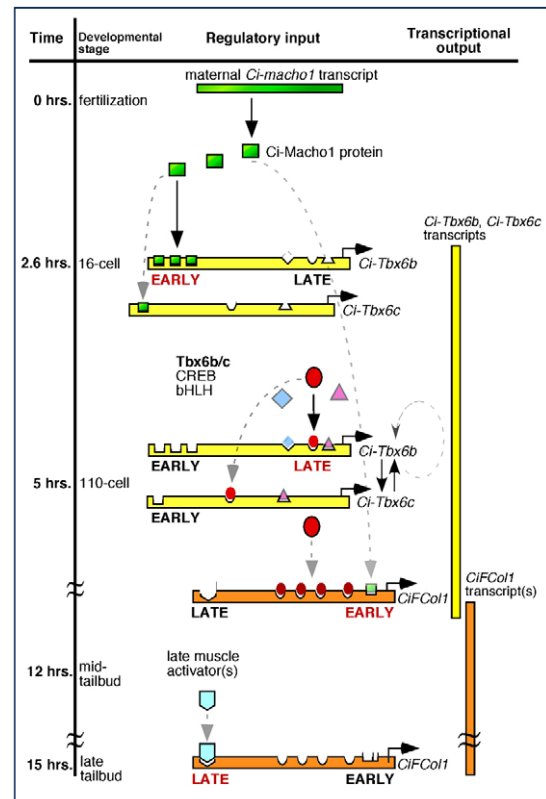 Time
Developmental
stage
Regulatory input
Transcriptional
output
maternal Ci-macho1 transcript
0 hrs.
fertilization
Ci-Macho1 protein
Ci-Tbx6b, Ci-Tbx6c
transcripts
2.6 hrs.
16-cell
Ci-Tbx6b
EARLY
LATE
Ci-Tbx6c
Tbx6b/c
CREB
bHLH
Ci-Tbx6b
EARLY
LATE
5 hrs.
110-cell
Ci-Tbx6c
EARLY
CiFCol1
transcript(s)
CiFCol1
LATE
EARLY
12 hrs.
mid-
tailbud
late muscle
activator(s)
15 hrs.
late
tailbud
CiFCol1
LATE
EARLY